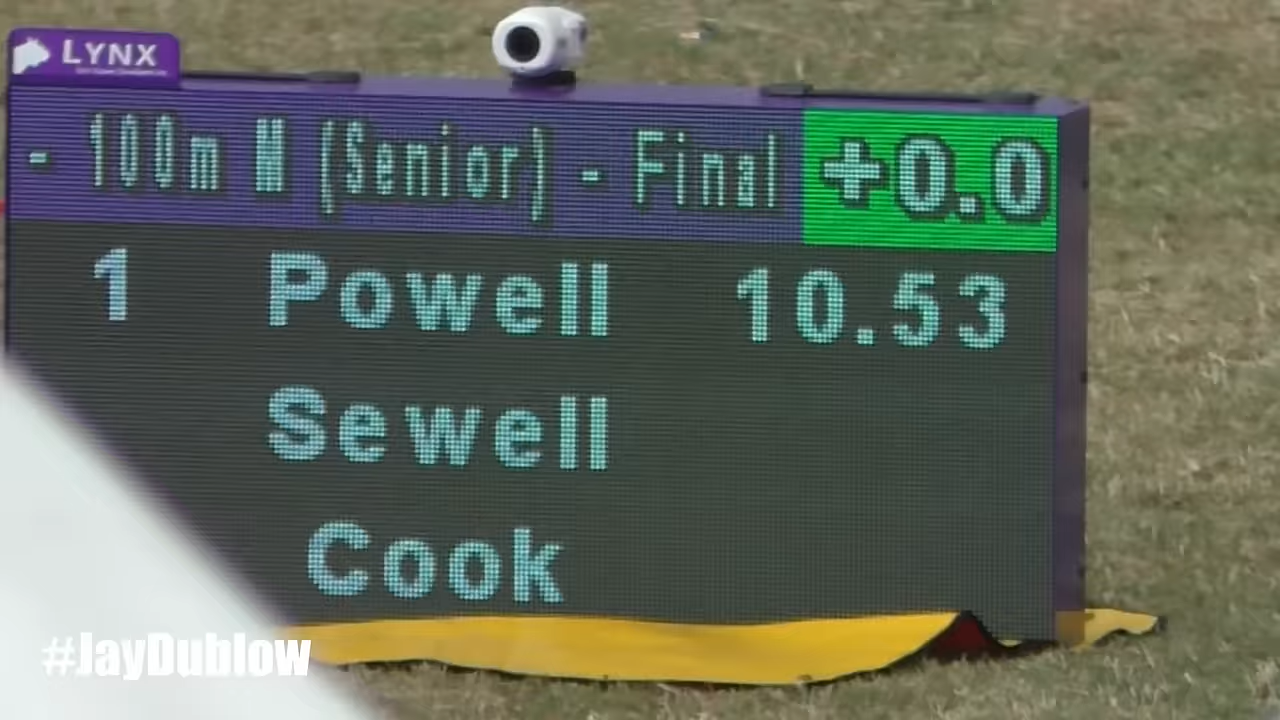 LYNX
- 100m M (Senior) - Final +0.0
1 Powell 10.53
Sewell
Cook
#JayDublow